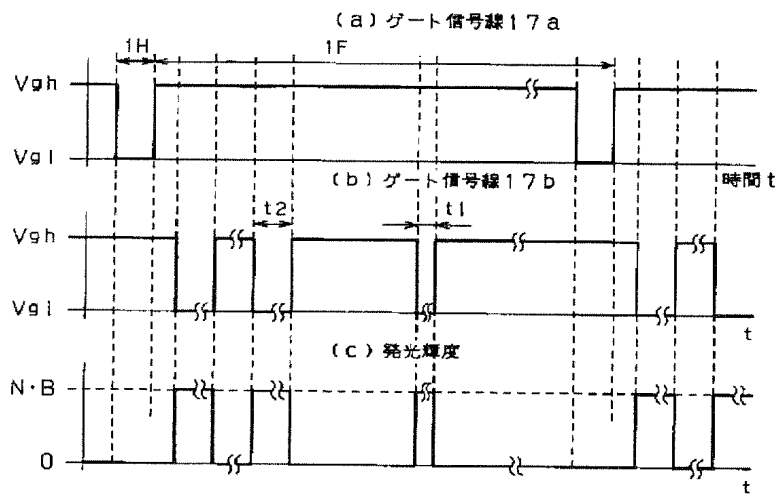 (a)ゲート信号線17a
1H
1F
Vgh
Vgl
時間t
(b)ゲート信号線17b
t2
t1
Vgh
Vgl
t
(c)発光輝度
N・B
0
t